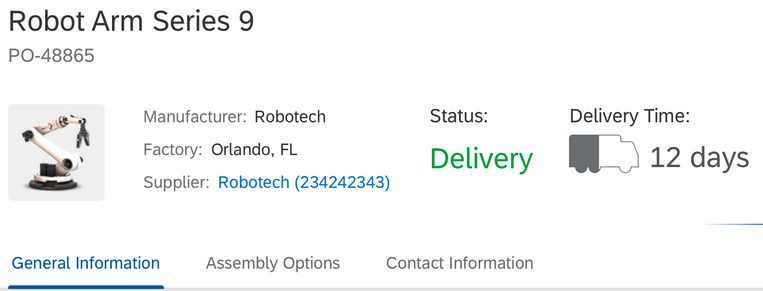 Robot Arm Series 9
PO-48865
Manufacturer: Robotech
Factory: Orlando, FL
Supplier: Robotech (234242343)
Status:
Delivery
Delivery Time:
12 days
General Information
Assembly Options
Contact Information